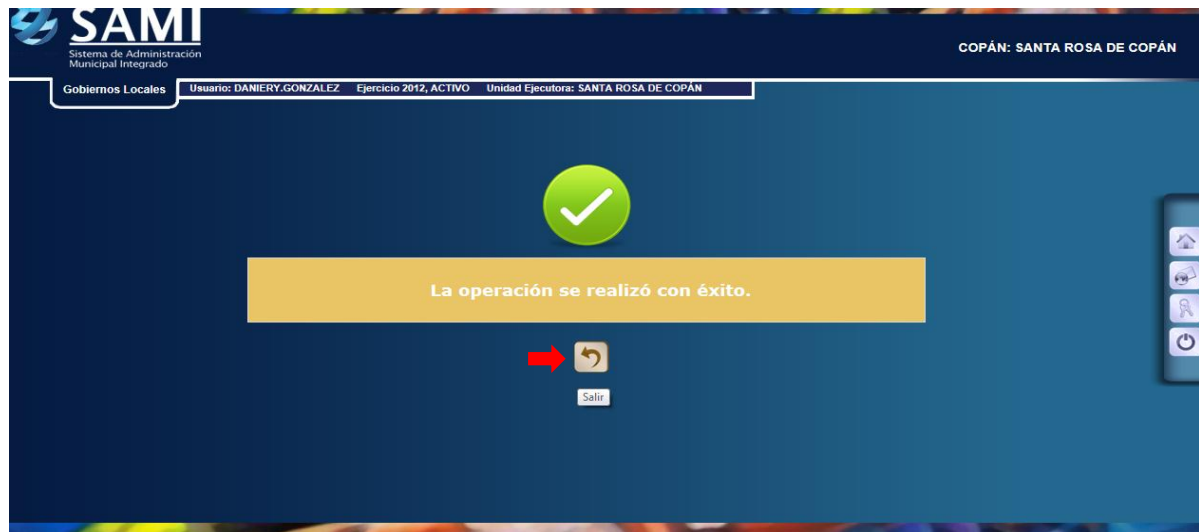 SAMI
Sistema de Administración
Municipal Integrado
COPÁN: SANTA ROSA DE COPÁN
Gobiernos Locales
Usuario: DANIERY.GONZALEZ Ejercicio 2012, ACTIVO Unidad Ejecutora: SANTA ROSA DE COPÁN
La operación se realizó con éxito.
Salir